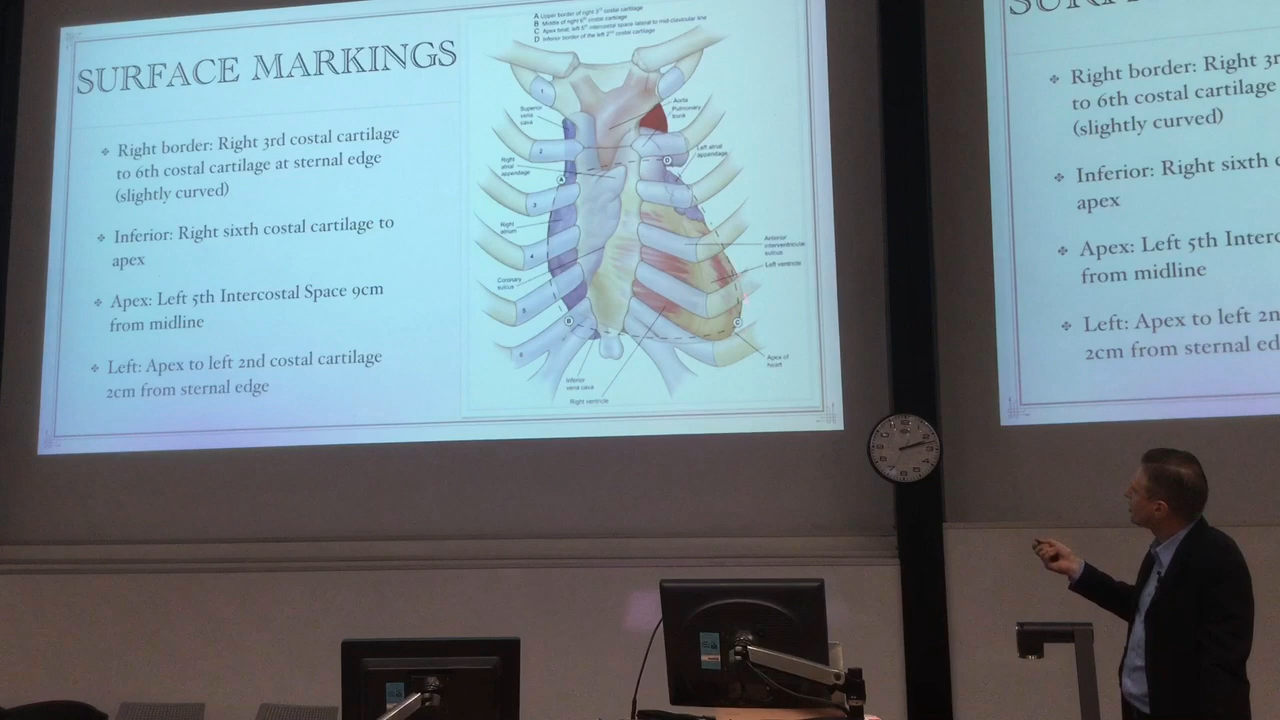 SURFACE MARKINGS
Right border: Right 3rd costal cartilage
to 6th costal cartilage at sternal edge
(slightly curved)
Inferior: Right sixth costal cartilage to
apex
Apex: Left 5th Intercostal Space 9cm
from midline
Left: Apex to left 2nd costal cartilage
2cm from sternal edge
A Upper border of right 3rd costal cartilage
B Middle of right 6th costal cartilage
C Apex beat: left 5th intercostal space lateral to mid clavicular line
D Inferior border of the left 2nd costal cartilage
1
Superior
vena
cava
Aorta
Pulmonary
trunk
2
Left atrial
appendage
D
Right
atrial
appendage
A
3
Right
atrium
Anterior
interventricular
sulcus
4
Left ventricle
Coronary
sulcus
5
B
C
6
Apex of
heart
Inferior
vena cava
Right ventricle
Right border: Right 3r
to 6th costal cartilage
(slightly curved)
Inferior: Right sixth c
apex
Apex: Left 5th Interc
from midline
Left: Apex to left 2n
2cm from sternal ed